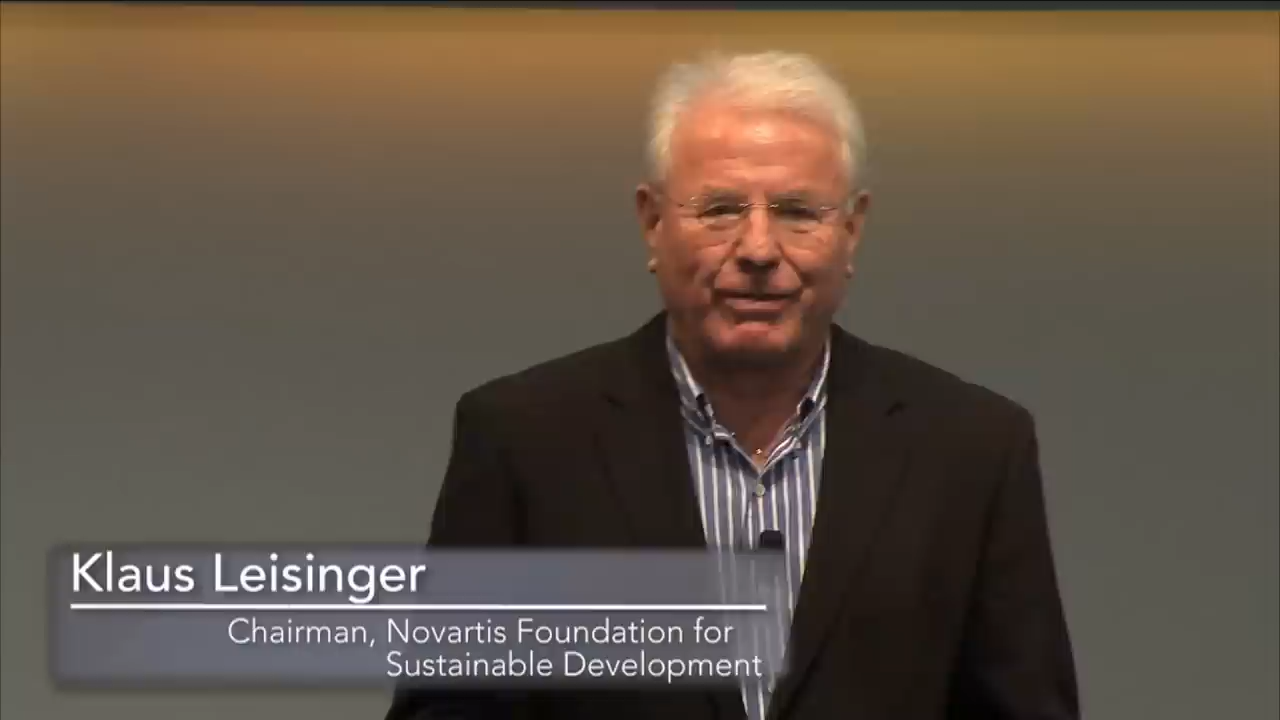 Klaus Leisinger
Chairman, Novartis Foundation for
Sustainable Development